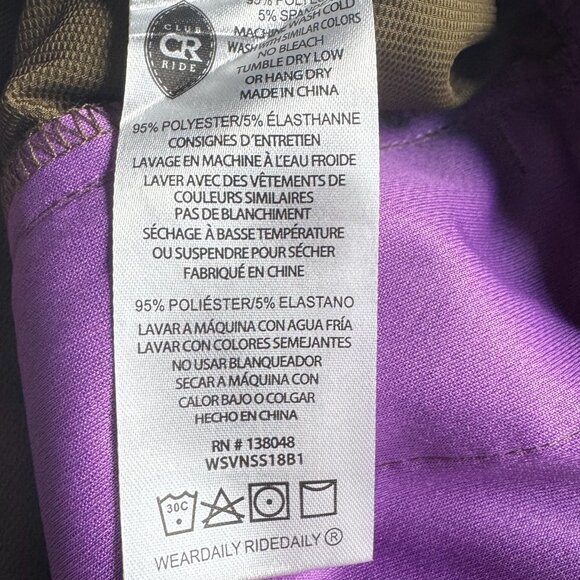 CLUB
CR
RIDE
95% POLYE
5% SPA
MACHINE WASH COLD
WASH WITH SIMILAR COLORS
NO BLEACH
TUMBLE DRY LOW
OR HANG DRY
MADE IN CHINA
95% POLYESTER/5% ÉLASTHANNE
CONSIGNES D´ENTRETIEN
LAVAGE EN MACHINE À L'EAU FROIDE
LAVER AVEC DES VÊTEMENTS DE
COULEURS SIMILAIRES
PAS DE BLANCHIMENT
SÉCHAGE À BASSE TEMPÉRATURE
OU SUSPENDRE POUR SÉCHER
FABRIQUÉ EN CHINE
95% POLIÉSTER/5% ELASTANO
LAVAR A MÁQUINA CON AGUA FRÍA
LAVAR CON COLORES SEMEJANTES
NO USAR BLANQUEADOR
SECAR A MÁQUINA CON
CALOR BAJO O COLGAR
HECHO EN CHINA
RN # 138048
WSVNSS18B1
30C
WEARDAILY RIDEDAILY ®